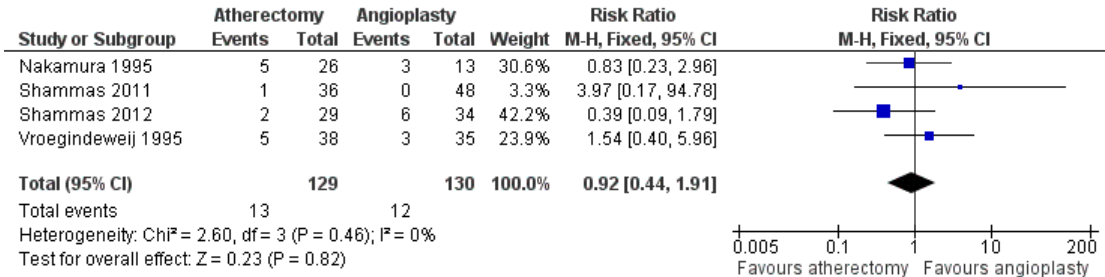 Atherectomy Angioplasty Risk Ratio Risk Ratio
Study or Subgroup Events Total Events Total Weight M-H, Fixed, 95% CI M-H, Fixed, 95% CI
Nakamura 1995 5 26 3 13 30.6% 0.83 [0.23, 2.96]
Shammas 2011 1 36 0 48 3.3% 3.97 [0.17, 94.78]
Shammas 2012 2 29 6 34 42.2% 0.39 [0.09, 1.79]
Vroegindeweij 1995 5 38 3 35 23.9% 1.54 [0.40, 5.96]
Total (95% CI) 129 130 100.0% 0.92 [0.44, 1.91]
Total events 13 12
Heterogeneity: Chi² = 2.60, df = 3 (P = 0.46); I² = 0%
Test for overall effect: Z = 0.23 (P = 0.82)
0.005 0.1 1 10 200
Favours atherectomy Favours angioplasty